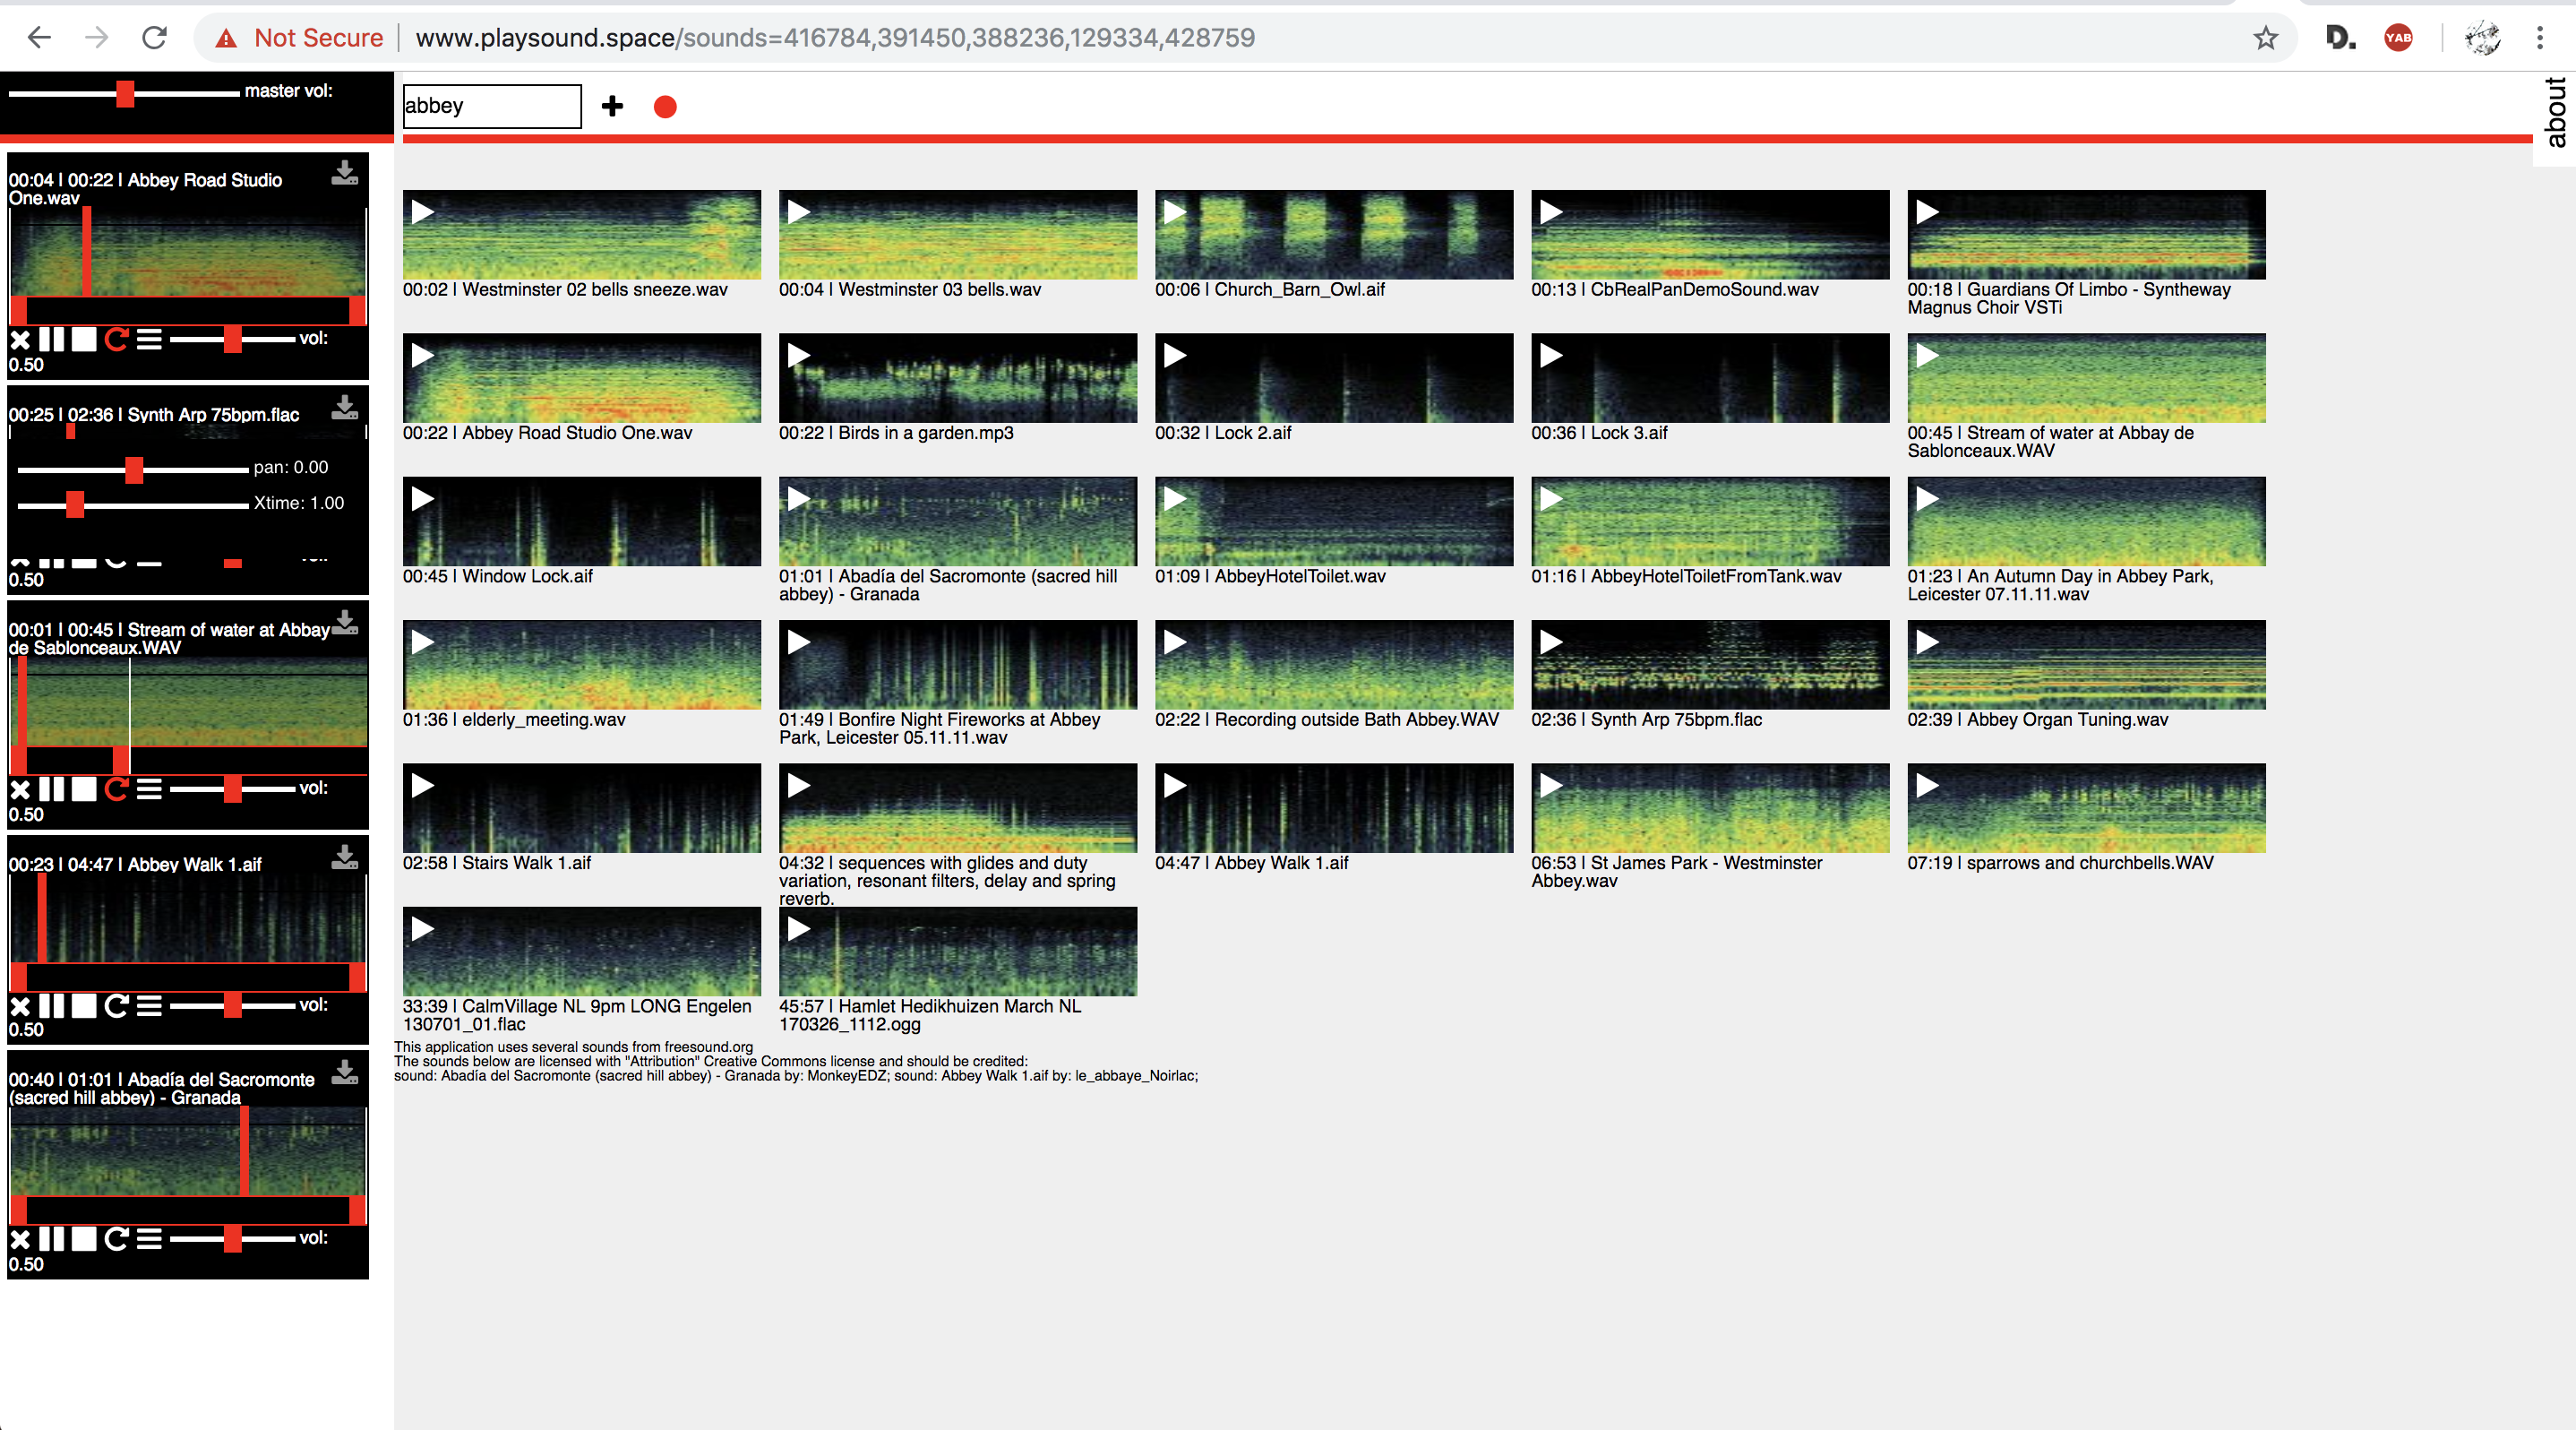 Not Secure
www.playsound.space/sounds=416784,391450,388236,129334,428759
D.
YAB
master vol:
abbey
about
00:04 | 00:22 | Abbey Road Studio
One.wav
vol:
0.50
00:25 | 02:36 | Synth Arp 75bpm.flac
pan: 0.00
Xtime: 1.00
0.50
00:01 | 00:45 | Stream of water at Abbay
de Sablonceaux.WAV
vol:
0.50
00:23 | 04:47 | Abbey Walk 1.aif
vol:
0.50
00:40 | 01:01 | Abadía del Sacromonte
(sacred hill abbey) - Granada
vol:
0.50
00:02 | Westminster 02 bells sneeze.wav
00:04 | Westminster 03 bells.wav
00:06 | Church_Barn_Owl.aif
00:13 | CbRealPanDemoSound.wav
00:18 | Guardians Of Limbo - Syntheway
Magnus Choir VSTi
00:22 | Abbey Road Studio One.wav
00:22 | Birds in a garden.mp3
00:32 | Lock 2.aif
00:36 | Lock 3.aif
00:45 | Stream of water at Abbay de
Sablonceaux.WAV
00:45 | Window Lock.aif
01:01 | Abadía del Sacromonte (sacred hill
abbey) - Granada
01:09 | AbbeyHotelToilet.wav
01:16 | AbbeyHotelToiletFromTank.wav
01:23 | An Autumn Day in Abbey Park,
Leicester 07.11.11.wav
01:36 | elderly_meeting.wav
01:49 | Bonfire Night Fireworks at Abbey
Park, Leicester 05.11.11.wav
02:22 | Recording outside Bath Abbey.WAV
02:36 | Synth Arp 75bpm.flac
02:39 | Abbey Organ Tuning.wav
02:58 | Stairs Walk 1.aif
04:32 | sequences with glides and duty
variation, resonant filters, delay and spring
reverb.
04:47 | Abbey Walk 1.aif
06:53 | St James Park - Westminster
Abbey.wav
07:19 | sparrows and churchbells.WAV
33:39 | CalmVillage NL 9pm LONG Engelen
130701_01.flac
45:57 | Hamlet Hedikhuizen March NL
170326_1112.ogg
This application uses several sounds from freesound.org
The sounds below are licensed with "Attribution" Creative Commons license and should be credited:
sound: Abadía del Sacromonte (sacred hill abbey) - Granada by: MonkeyEDZ; sound: Abbey Walk 1.aif by: le_abbaye_Noirlac;